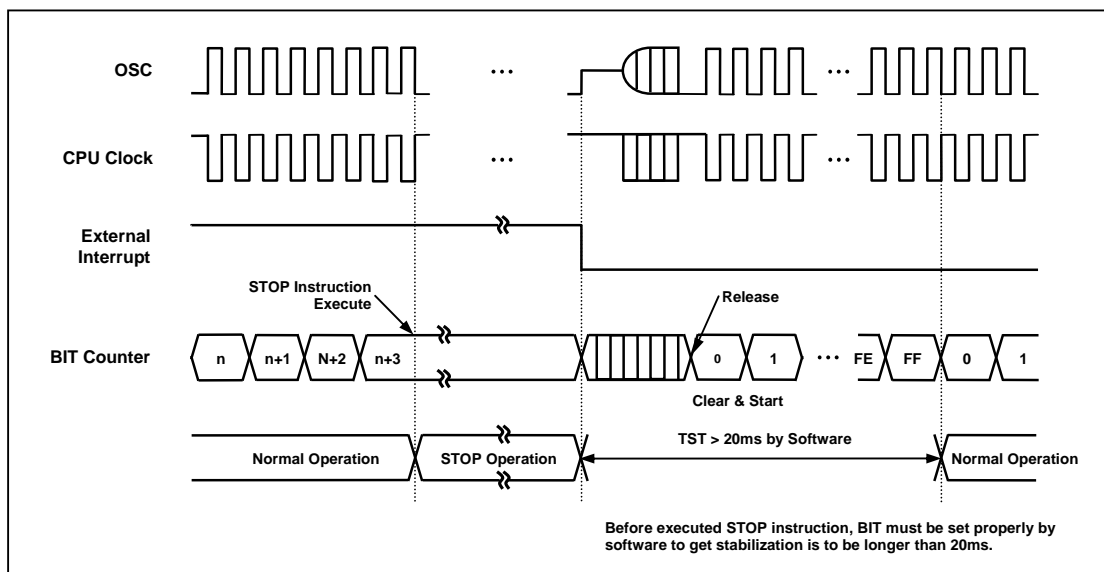 OSC
...
...
CPU Clock
...
...
External
Interrupt
STOP Instruction
Execute
Release
BIT Counter
n
n+1
N+2
n+3
0
1
...
FE
FF
0
1
Clear & Start
TST > 20ms by Software
Normal Operation
STOP Operation
Normal Operation
Before executed STOP instruction, BIT must be set properly by
software to get stabilization is to be longer than 20ms.